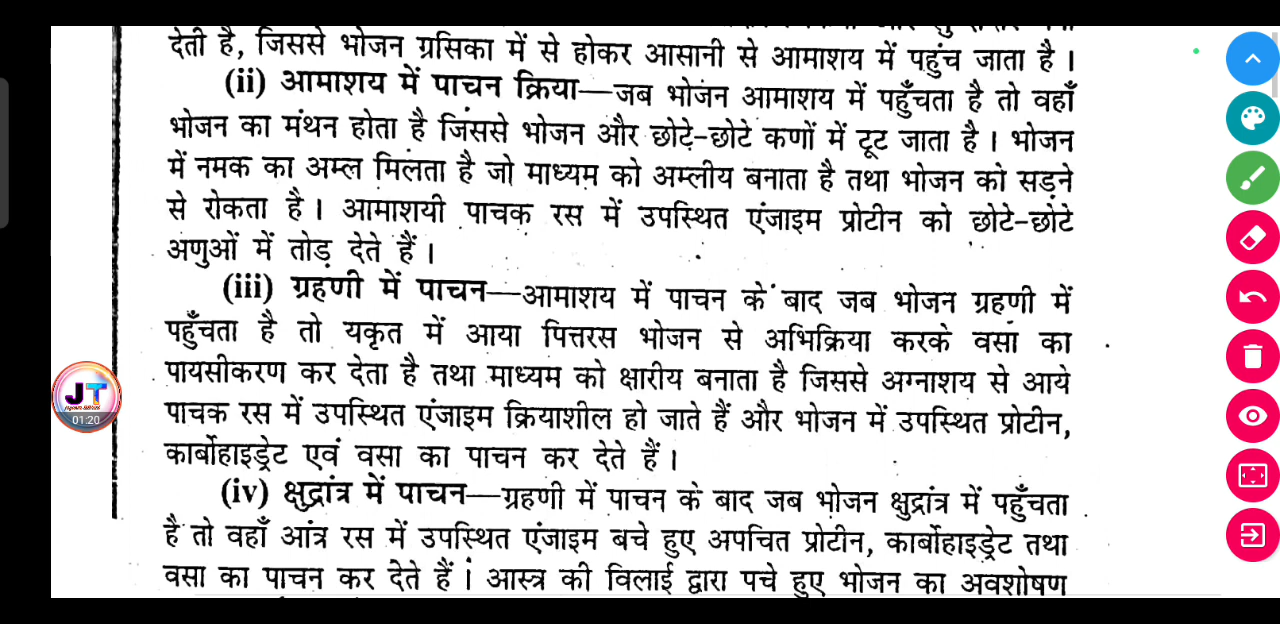 देती है, जिससे भोजन ग्रसिका में से होकर आसानी से आमाशय में पहुंच जाता है।
(ii) आमाशय में पाचन क्रिया—जब भोजन आमाशय में पहुँचता है तो वहाँ
भोजन का मंथन होता है जिससे भोजन और छोटे-छोटे कणों में टूट जाता है। भोजन
में नमक का अम्ल मिलता है जो माध्यम को अम्लीय बनाता है तथा भोजन को सड़ने
से रोकता है। आमाशयी पाचक रस में उपस्थित एंजाइम प्रोटीन को छोटे-छोटे
अणुओं में तोड़ देते हैं।
(iii) ग्रहणी में पाचन—आमाशय में पाचन के बाद जब भोजन ग्रहणी में
पहुँचता है तो यकृत में आया पित्तरस भोजन से अभिक्रिया करके वसा का
पायसीकरण कर देता है तथा माध्यम को क्षारीय बनाता है जिससे अग्नाशय से आये
पाचक रस में उपस्थित एंजाइम क्रियाशील हो जाते हैं और भोजन में उपस्थित प्रोटीन,
कार्बोहाइड्रेट एवं वसा का पाचन कर देते हैं।
(iv) क्षुद्रांत्र में पाचन—ग्रहणी में पाचन के बाद जब भोजन क्षुद्रांत्र में पहुँचता
है तो वहाँ आंत्र रस में उपस्थित एंजाइम बचे हुए अपचित प्रोटीन, कार्बोहाइड्रेट तथा
वसा का पाचन कर देते हैं। आस्त्र की विलाई द्वारा पचे हुए भोजन का अवशोषण
JT
01:20